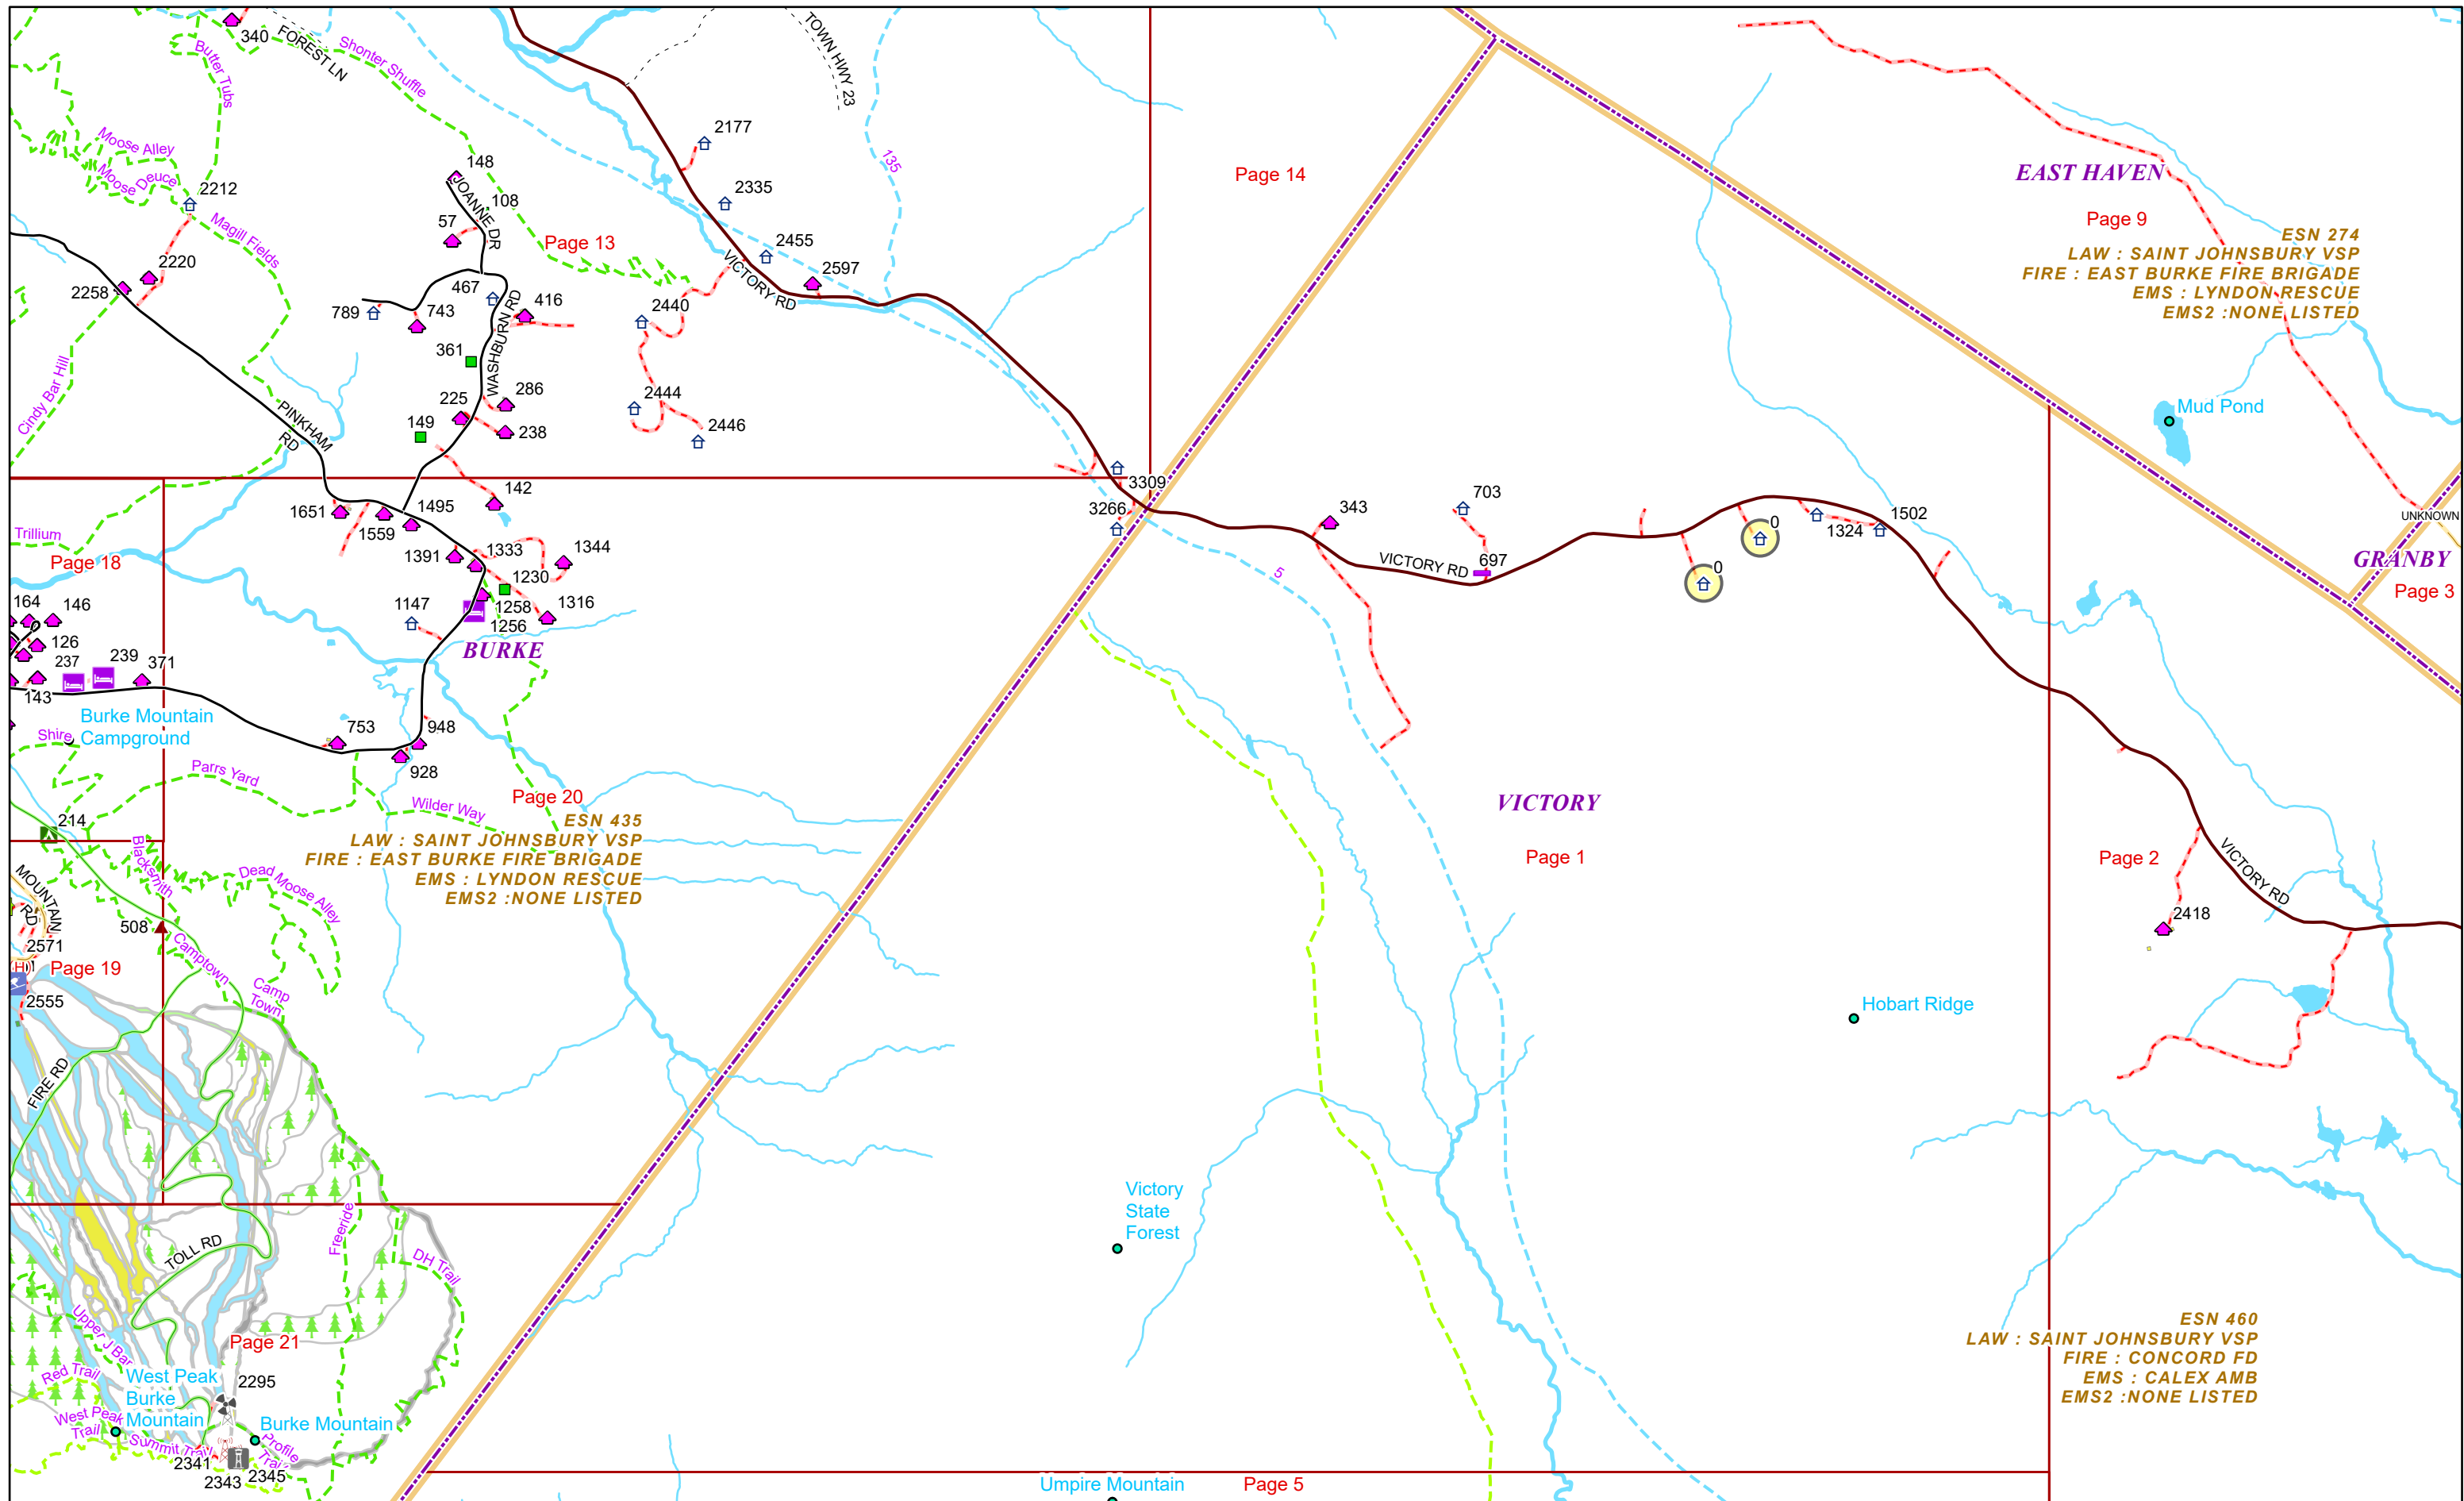 340
FOREST LN
Shonter Shuffle
Butter Tubs
TOWN HWY 23
Moose Alley
Moose Deuce
2212
Magill Fields
2220
2258
Cindy Bar Hill
PINKHAM
RD
148
JOANNE DR
108
57
467
789
743
WASHBURN RD
416
361
286
225
149
238
Page 13
2177
2335
135
2455
2597
VICTORY RD
2440
2444
2446
Page 14
EAST HAVEN
Page 9
ESN 274
LAW : SAINT JOHNSBURY VSP
FIRE : EAST BURKE FIRE BRIGADE
EMS : LYNDON RESCUE
EMS2 :NONE LISTED
Mud Pond
UNKNOWN
GRANBY
Page 3
3309
3266
343
703
697
VICTORY RD
5
0
0
1324
1502
142
1651
1559
1495
1391
1333
1344
1230
1258
1256
1316
1147
BURKE
Trillium
Page 18
164
146
126
237
239
371
143
Burke Mountain
Campground
Shire
753
948
928
Parrs Yard
Wilder Way
Page 20
ESN 435
LAW : SAINT JOHNSBURY VSP
FIRE : EAST BURKE FIRE BRIGADE
EMS : LYNDON RESCUE
EMS2 :NONE LISTED
214
Blacksmith
Dead Moose Alley
MOUNTAIN
RD
508
Camptown
2571
H
Page 19
2555
Camp
Town
FIRE RD
TOLL RD
Freeride
DH Trail
Upper J Bar
Page 21
Red Trail
West Peak
Burke
Mountain
2295
West Peak
Trail
Burke Mountain
Summit Trail
Profile
Trail
2341
2343
2345
VICTORY
Page 1
Page 2
VICTORY RD
2418
Hobart Ridge
Victory
State
Forest
ESN 460
LAW : SAINT JOHNSBURY VSP
FIRE : CONCORD FD
EMS : CALEX AMB
EMS2 :NONE LISTED
Umpire Mountain
Page 5